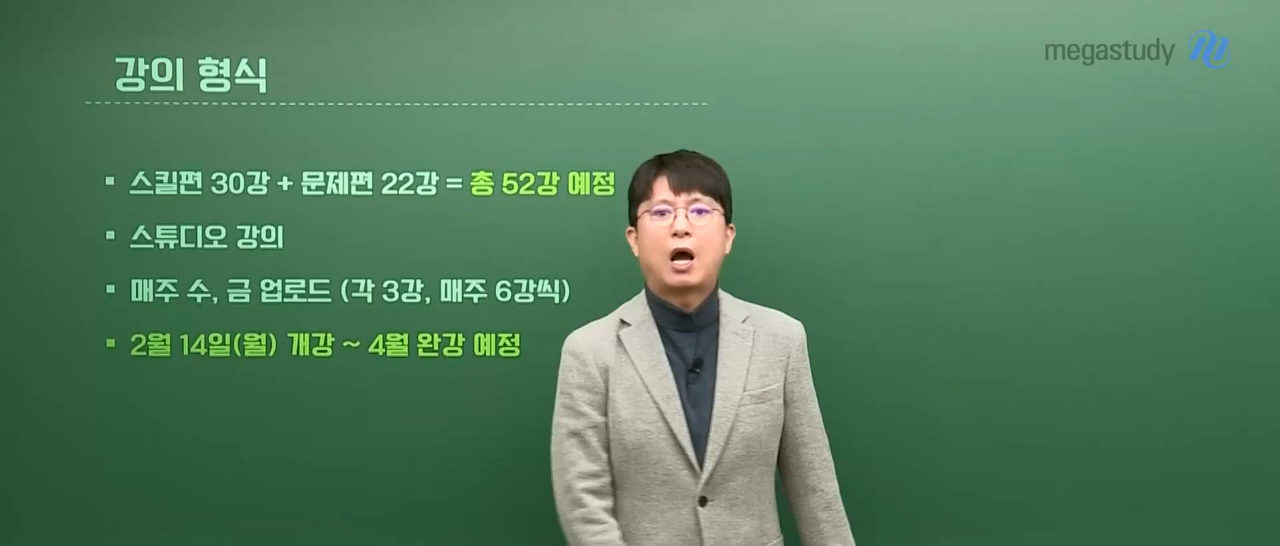 megastudy
강의 형식
스킬편 30강 + 문제편 22강 = 총 52강 예정
스튜디오 강의
매주 수, 금 업로드 (각 3강, 매주 6강씩)
2월 14일(월) 개강 ~ 4월 완강 예정